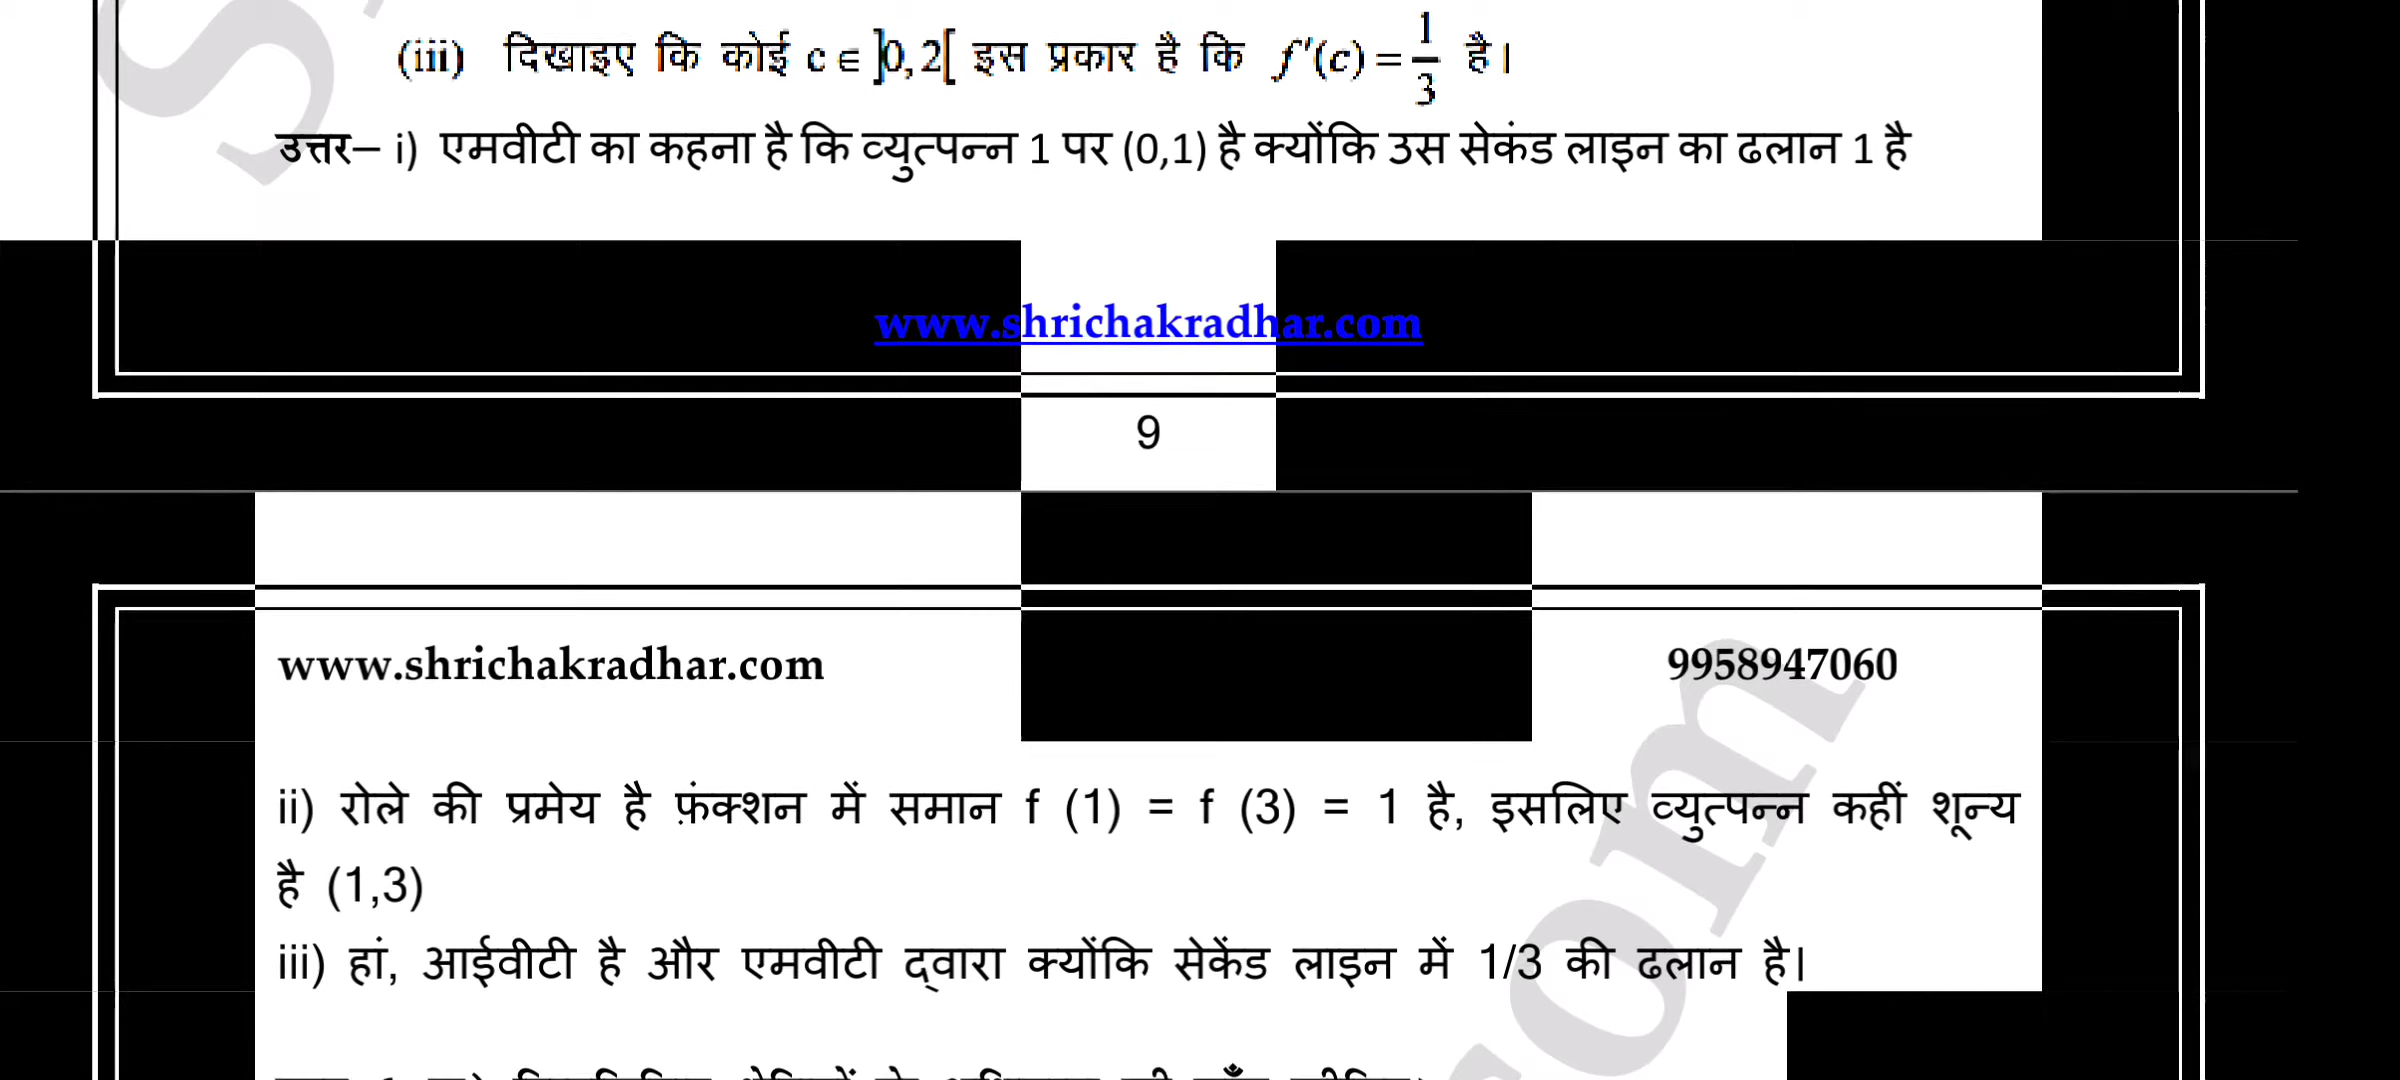 (iii) दिखाइए कि कोई c ∈ ]0, 2[ इस प्रकार है कि f'(c) = 1/3 है।
उत्तर– i) एमवीटी का कहना है कि व्युत्पन्न 1 पर (0,1) है क्योंकि उस सेकंड लाइन का ढलान 1 है
www.shrichakradhar.com
9
www.shrichakradhar.com 9958947060
ii) रोले की प्रमेय है फ़ंक्शन में समान f (1) = f (3) = 1 है, इसलिए व्युत्पन्न कहीं शून्य
है (1,3)
iii) हां, आईवीटी है और एमवीटी द्वारा क्योंकि सेकेंड लाइन में 1/3 की ढलान है।
om